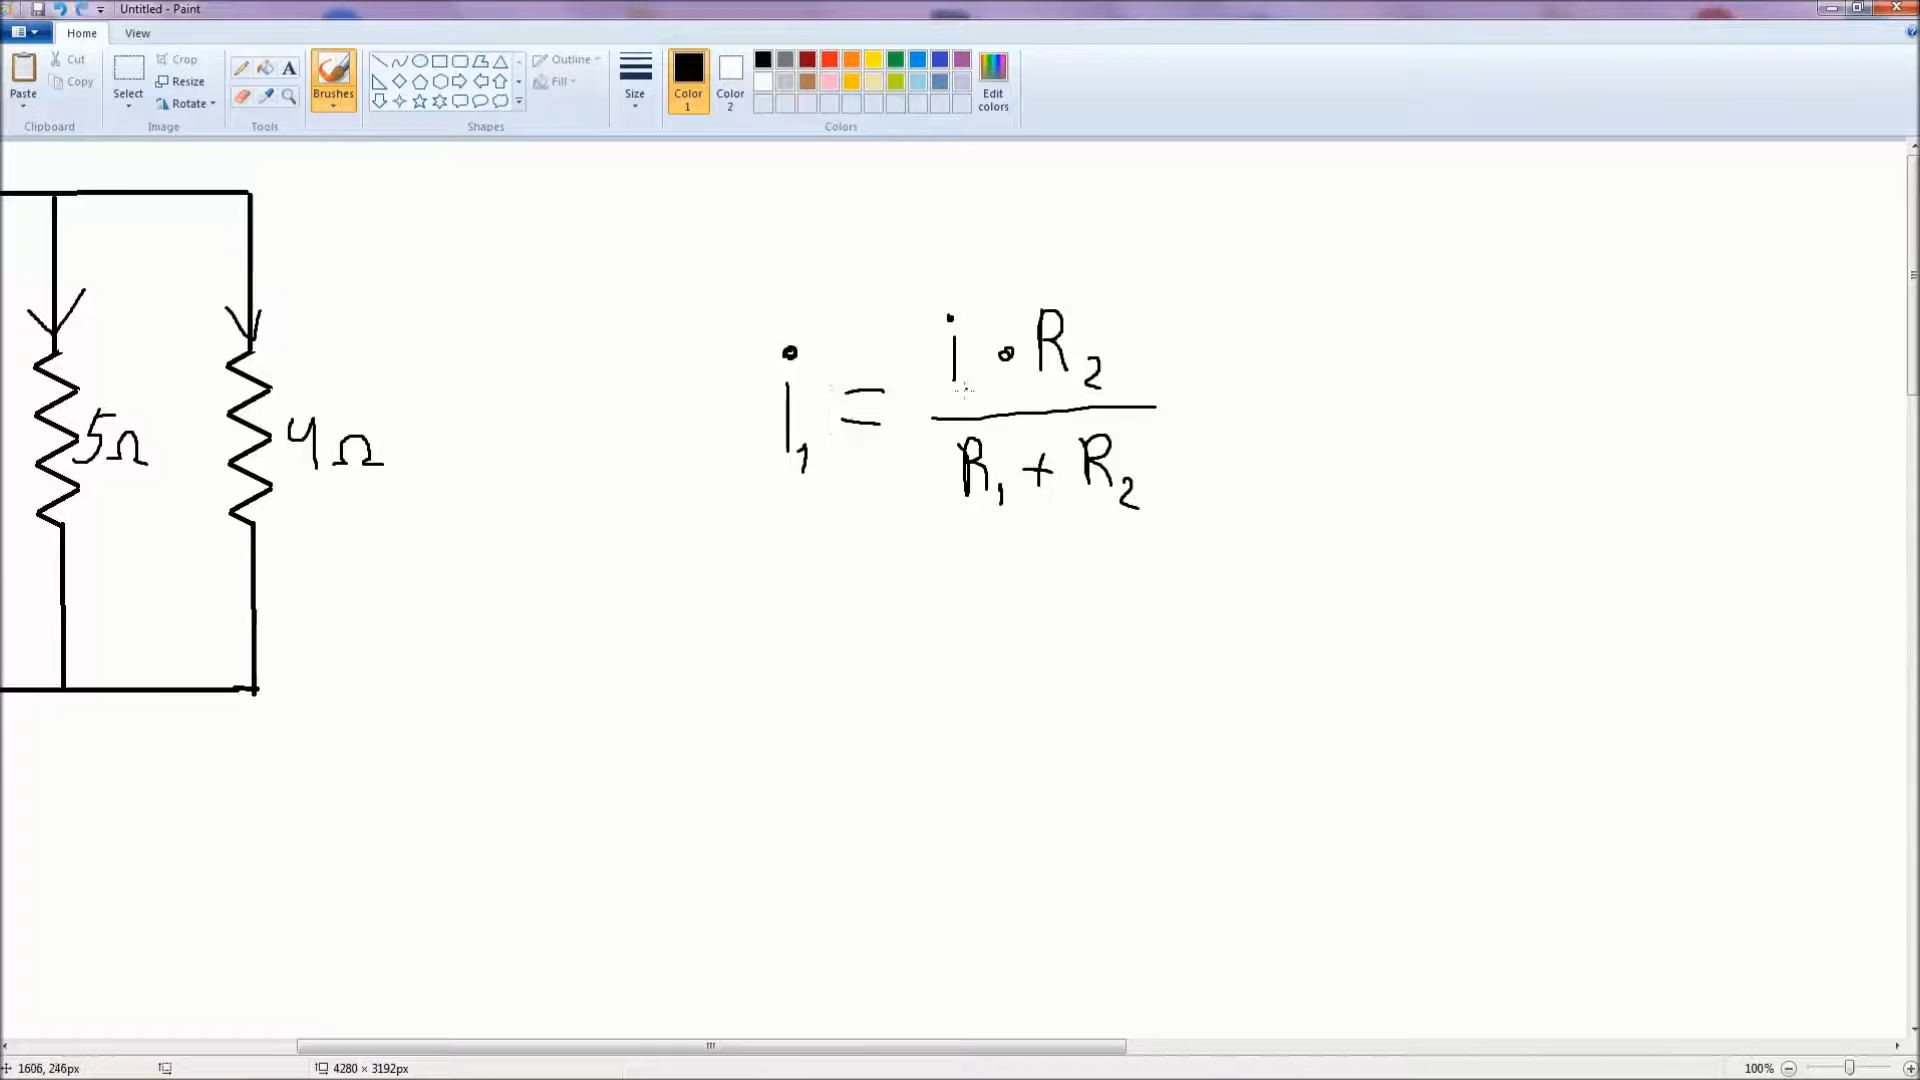 Untitled - Paint
Home View
Paste
Cut
Copy
Clipboard
Select
Crop
Resize
Rotate
Image
A
Tools
Brushes
Outline
Fill
Shapes
Size
Color 1
Color 2
Edit colors
Colors
5Ω
4Ω
i₁ = i · R₂
R₁ + R₂
1606, 246px
4280 × 3192px
100%